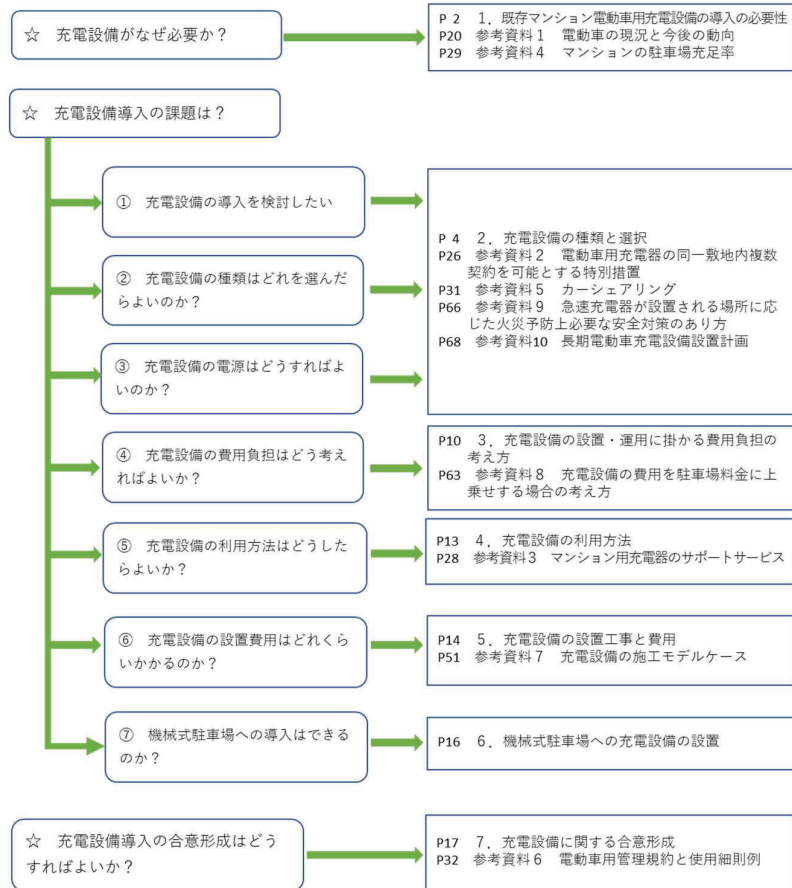 ☆　充電設備がなぜ必要か？
P 2　1．既存マンション電動車用充電設備の導入の必要性
P20　参考資料１　電動車の現況と今後の動向
P29　参考資料４　マンションの駐車場充足率
☆　充電設備導入の課題は？
①　充電設備の導入を検討したい
②　充電設備の種類はどれを選んだ
らよいのか？
③　充電設備の電源はどうすればよ
いのか？
P 4　2．充電設備の種類と選択
P26　参考資料２　電動車用充電器の同一敷地内複数
契約を可能とする特別措置
P31　参考資料５　カーシェアリング
P66　参考資料９　急速充電器が設置される場所に応
じた火災予防上必要な安全対策のあり方
P68　参考資料10　長期電動車充電設備設置計画
④　充電設備の費用負担はどう考え
ればよいか？
P10　3．充電設備の設置・運用に掛かる費用負担の
考え方
P63　参考資料８　充電設備の費用を駐車場料金に上
乗せする場合の考え方
⑤　充電設備の利用方法はどうした
らよいか？
P13　4．充電設備の利用方法
P28　参考資料３　マンション用充電器のサポートサービス
⑥　充電設備の設置費用はどれくら
いかかるのか？
P14　5．充電設備の設置工事と費用
P51　参考資料７　充電設備の施工モデルケース
⑦　機械式駐車場への導入はできる
のか？
P16　6．機械式駐車場への充電設備の設置
☆　充電設備導入の合意形成はどう
すればよいか？
P17　7．充電設備に関する合意形成
P32　参考資料６　電動車用管理規約と使用細則例